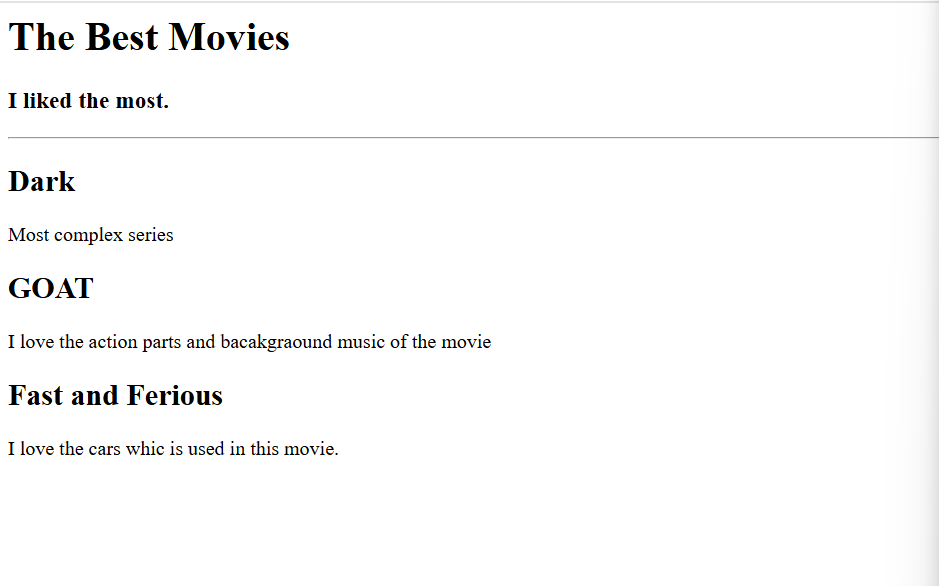 The Best Movies
I liked the most.
Dark
Most complex series
GOAT
I love the action parts and bacakgraound music of the movie
Fast and Ferious
I love the cars whic is used in this movie.